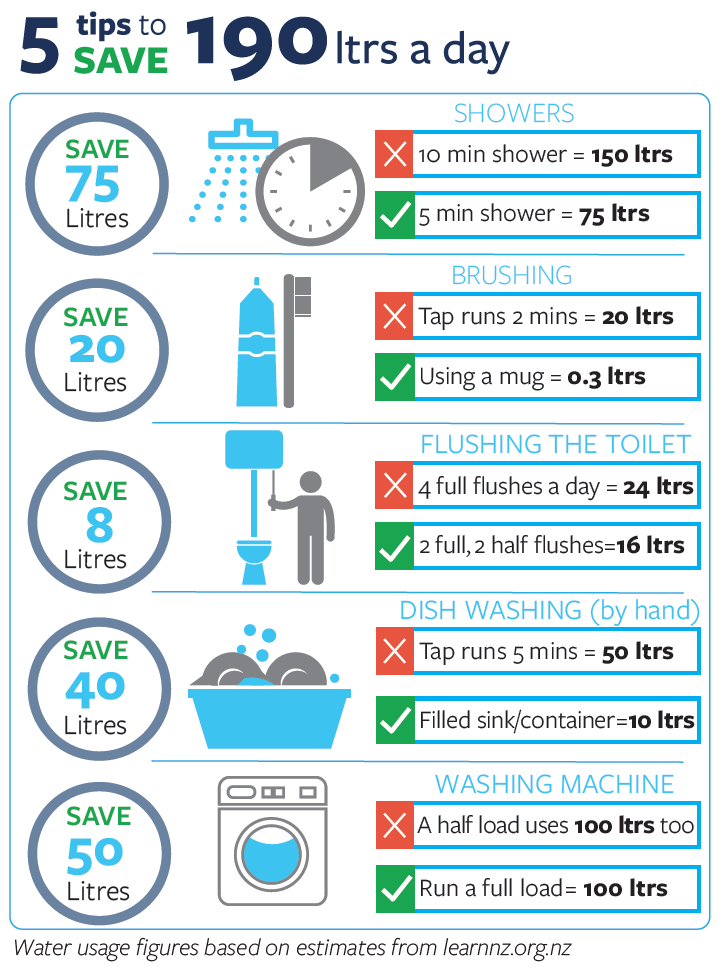 5 tips to SAVE 190 ltrs a day
SHOWERS
SAVE
75
Litres
10 min shower = 150 ltrs
5 min shower = 75 ltrs
BRUSHING
SAVE
20
Litres
Tap runs 2 mins = 20 ltrs
Using a mug = 0.3 ltrs
FLUSHING THE TOILET
SAVE
8
Litres
4 full flushes a day = 24 ltrs
2 full, 2 half flushes=16 ltrs
DISH WASHING (by hand)
SAVE
40
Litres
Tap runs 5 mins = 50 ltrs
Filled sink/container=10 ltrs
WASHING MACHINE
SAVE
50
Litres
A half load uses 100 ltrs too
Run a full load= 100 ltrs
Water usage figures based on estimates from learnnz.org.nz